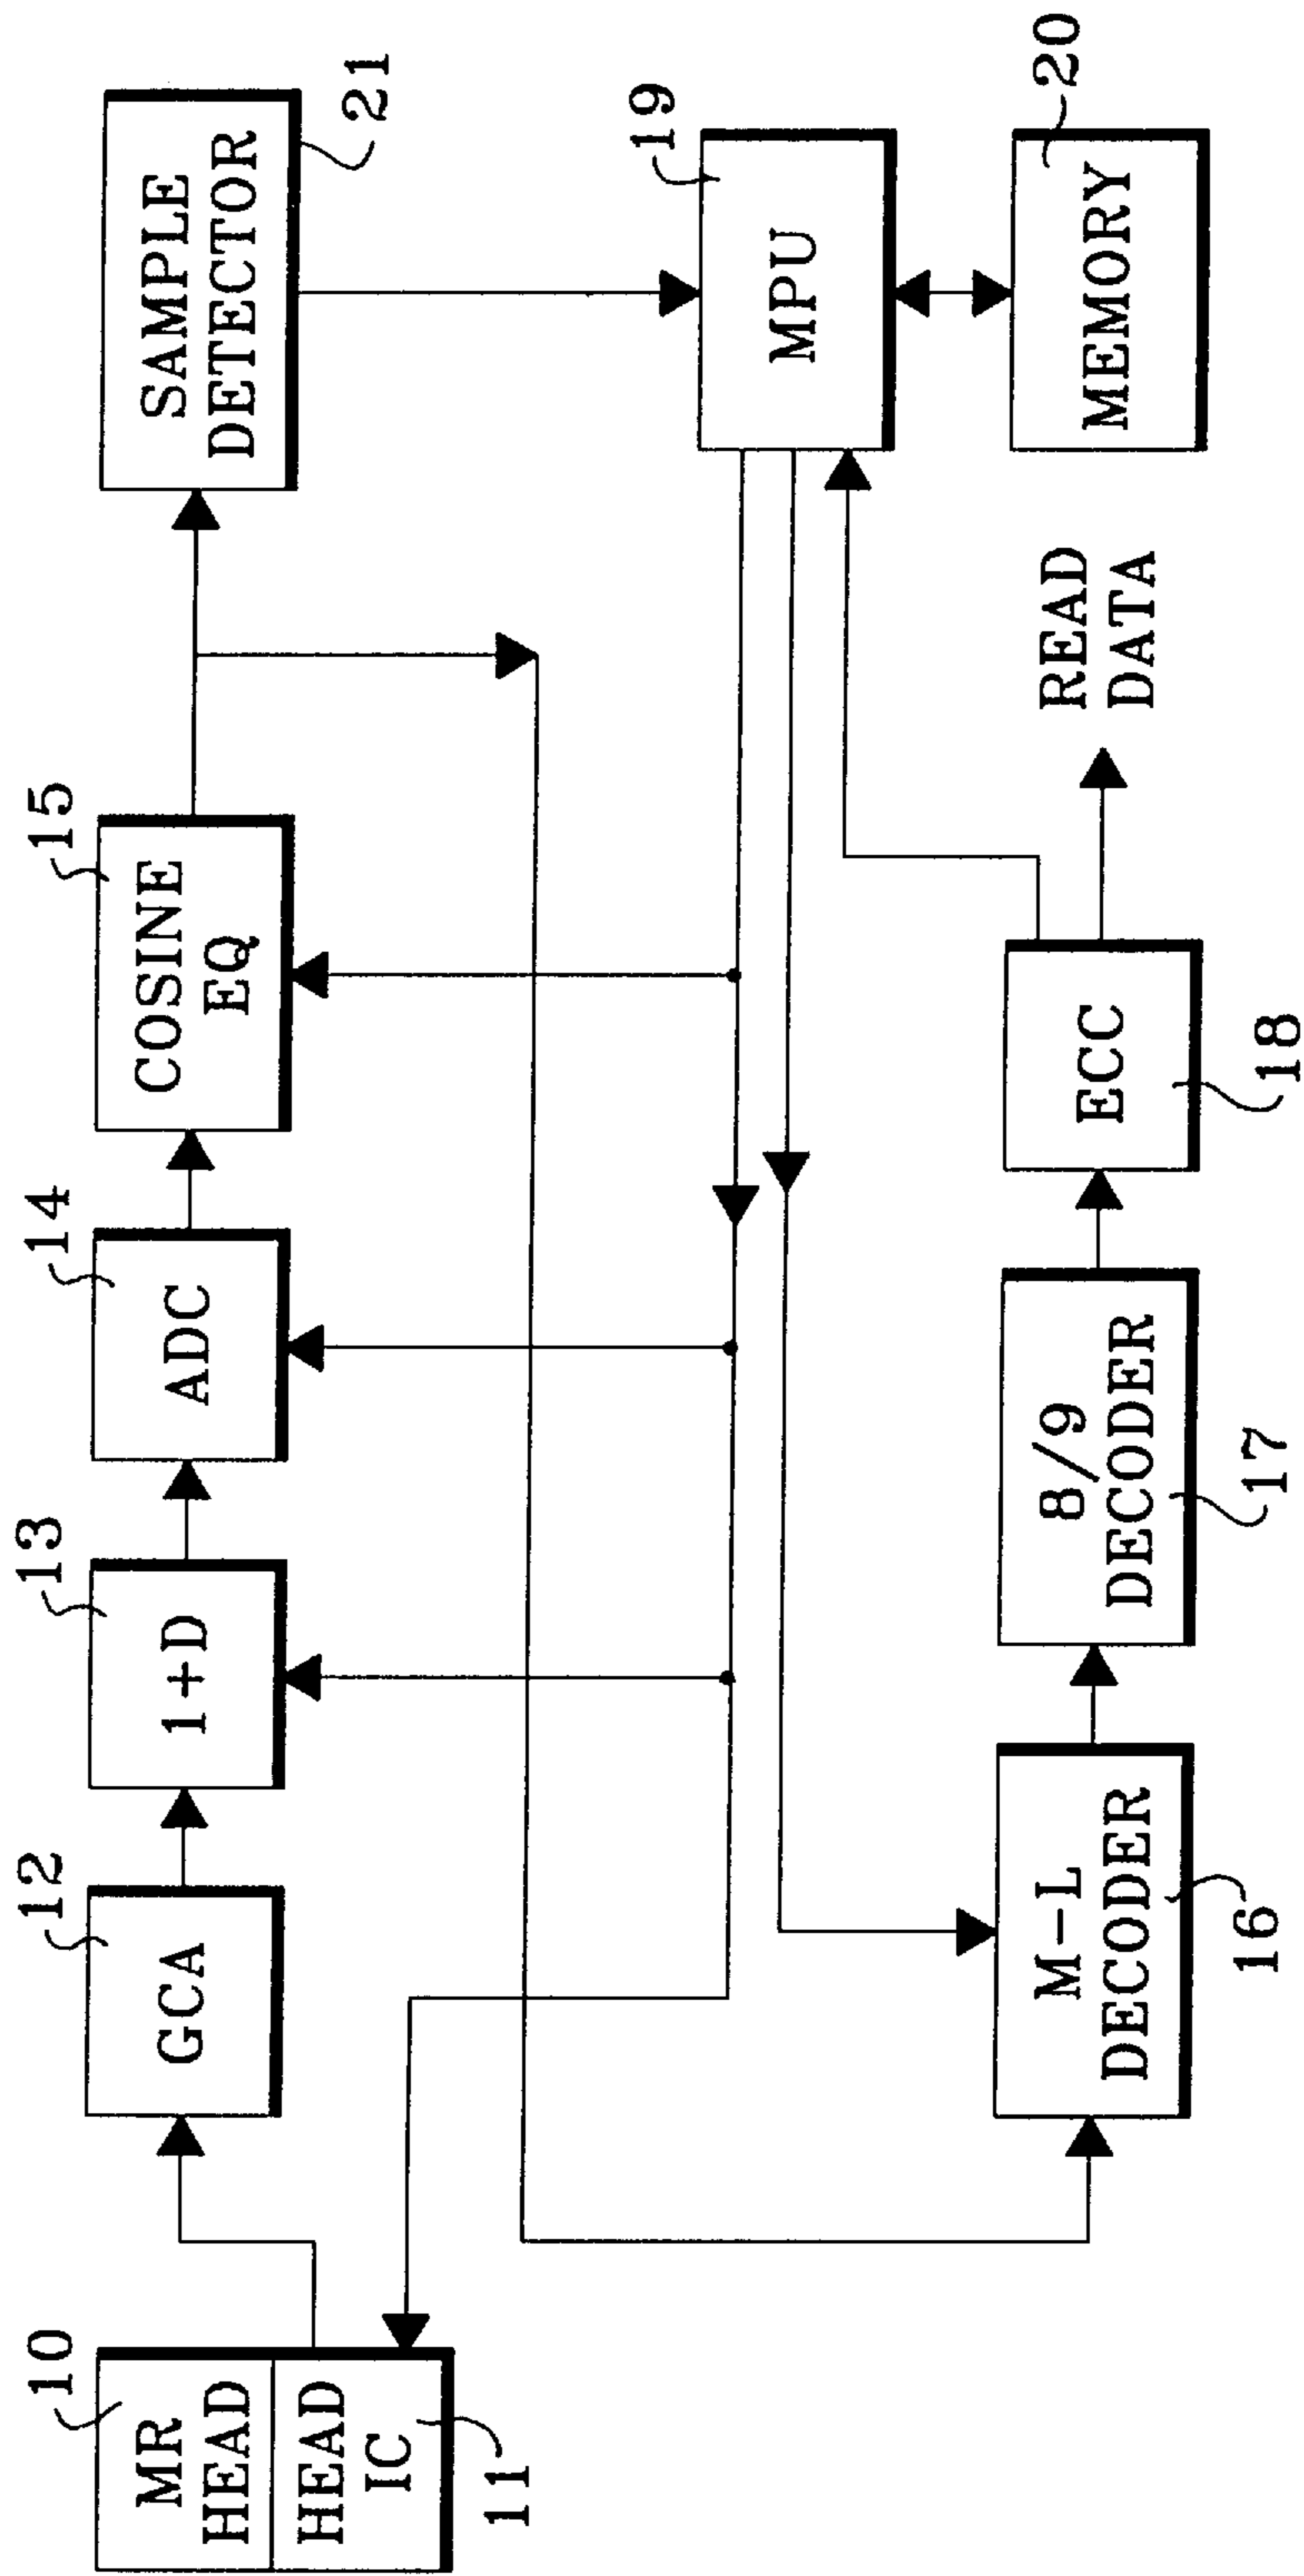 10
MR
HEAD
HEAD
IC
11
12
GCA
13
1+D
14
ADC
15
COSINE
EQ
SAMPLE
DETECTOR
21
19
MPU
20
MEMORY
M-L
DECODER
16
8/9
DECODER
17
ECC
18
READ
DATA